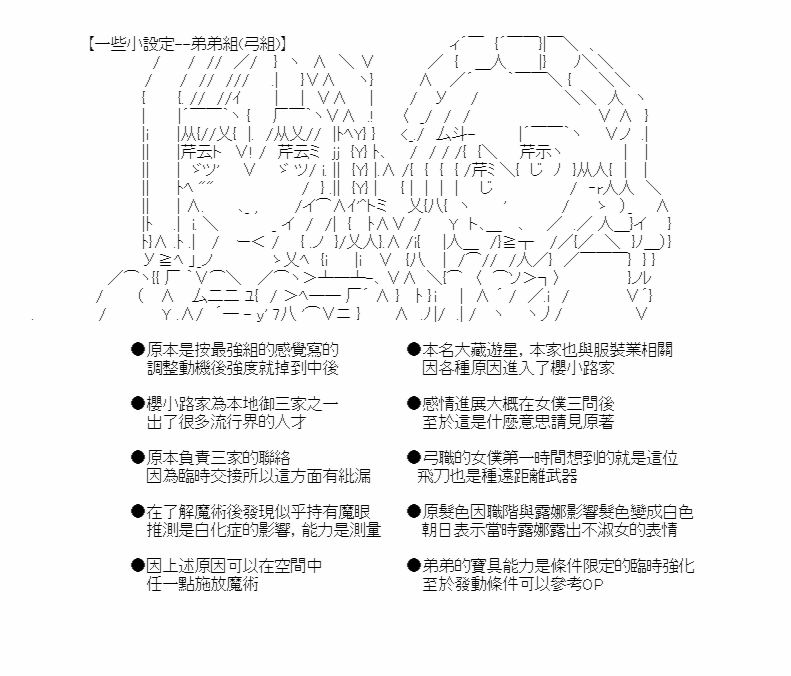 【一些小設定--弟弟組(弓組)】
●原本是按最強組的感覺寫的
調整動機後強度就掉到中後
●櫻小路家為本地御三家之一
出了很多流行界的人才
●原本負責三家的聯絡
因為臨時交接所以這方面有紕漏
●在了解魔術後發現似乎持有魔眼
推測是白化症的影響, 能力是測量
●因上述原因可以在空間中
任一點施放魔術
●本名大藏遊星, 本家也與服裝業相關
因各種原因進入了櫻小路家
●感情進展大概在女僕三問後
至於這是什麼意思請見原著
●弓職的女僕第一時間想到的就是這位
飛刀也是種遠距離武器
●原髮色因職階與露娜影響髮色變成白色
朝日表示當時露娜露出不淑女的表情
●弟弟的寶具能力是條件限定的臨時強化
至於發動條件可以參考OP